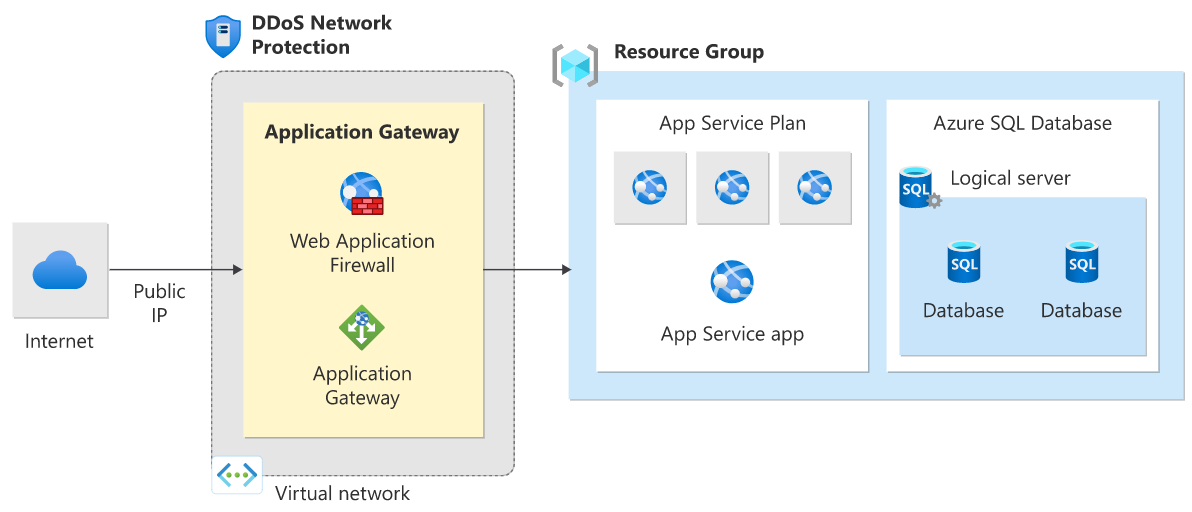 DDoS Network
Protection
Resource Group
Application Gateway
Web Application
Firewall
Application
Gateway
Public
IP
Internet
Virtual network
App Service Plan
App Service app
Azure SQL Database
SQL
Logical server
SQL
Database
SQL
Database